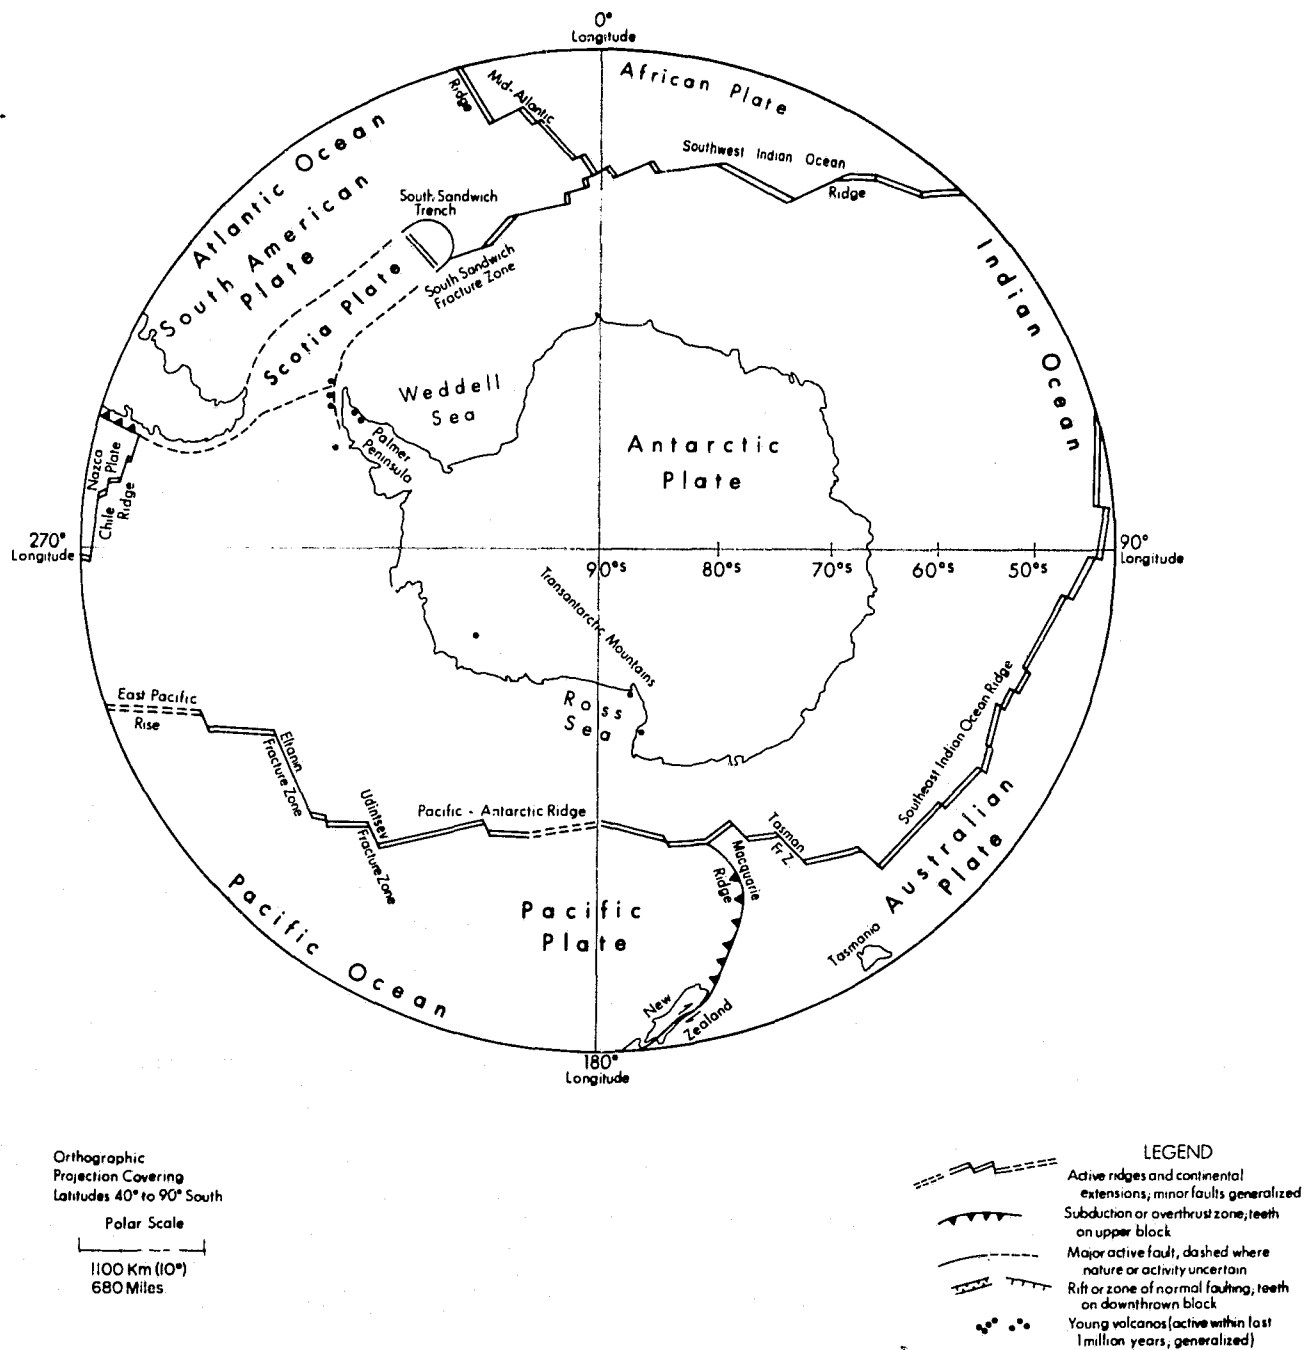 0°
Longitude
African Plate
Mid-Atlantic
Ridge
Southwest Indian Ocean
Ridge
Atlantic Ocean
South American
Plate
South Sandwich
Trench
South Sandwich
Fracture Zone
Scotia Plate
Indian Ocean
Weddell
Sea
Palmer
Peninsula
Antarctic
Plate
Nazca
Plate
Chile
Ridge
270°
Longitude
90°
Longitude
90°S
80°S
70°S
60°S
50°S
Transantarctic Mountains
Ross
Sea
East Pacific
Rise
Eltanin
Fracture Zone
Udintsev
Fracture Zone
Pacific - Antarctic Ridge
Tasman
Fr Z.
Macquarie
Ridge
Southeast Indian Ocean Ridge
Australian
Plate
Pacific
Plate
Pacific Ocean
Tasmania
New
Zealand
180°
Longitude
Orthographic
Projection Covering
Latitudes 40° to 90° South
Polar Scale
1100 Km (10°)
680 Miles
LEGEND
Active ridges and continental
extensions; minor faults generalized
Subduction or overthrust zone; teeth
on upper block
Major active fault, dashed where
nature or activity uncertain
Rift or zone of normal faulting; teeth
on downthrown block
Young volcanos (active within last
1 million years; generalized)